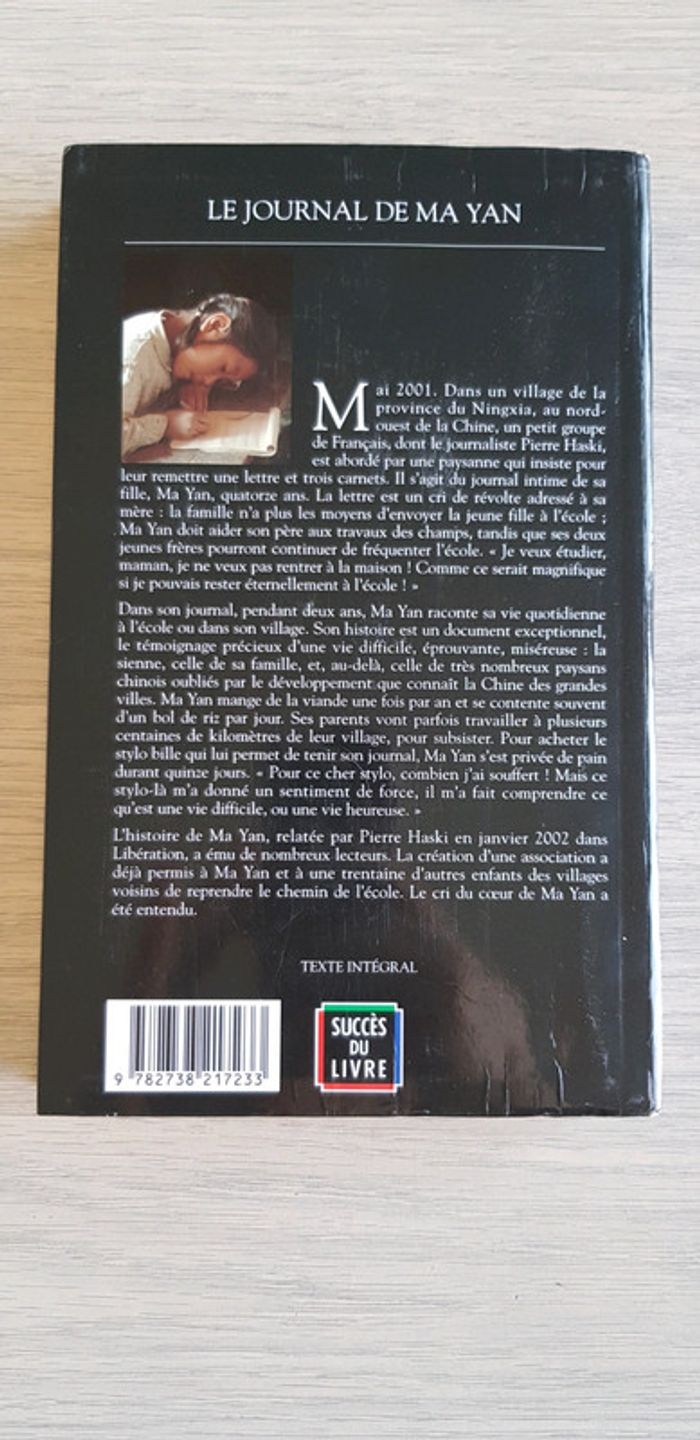 LE JOURNAL DE MA YAN
Mai 2001. Dans un village de la
province du Ningxia, au nord-
ouest de la Chine, un petit groupe
de Français, dont le journaliste Pierre Haski,
est abordé par une paysanne qui insiste pour
leur remettre une lettre et trois carnets. Il s'agit du journal intime de sa
fille, Ma Yan, quatorze ans. La lettre est un cri de révolte adressé à sa
mère : la famille n'a plus les moyens d'envoyer la jeune fille à l'école ;
Ma Yan doit aider son père aux travaux des champs, tandis que ses deux
jeunes frères pourront continuer de fréquenter l'école. « Je veux étudier,
maman, je ne veux pas rentrer à la maison ! Comme ce serait magnifique
si je pouvais rester éternellement à l'école ! »
Dans son journal, pendant deux ans, Ma Yan raconte sa vie quotidienne
à l'école ou dans son village. Son histoire est un document exceptionnel,
le témoignage précieux d'une vie difficile, éprouvante, miséreuse : la
sienne, celle de sa famille, et, au-delà, celle de très nombreux paysans
chinois oubliés par le développement que connaît la Chine des grandes
villes. Ma Yan mange de la viande une fois par an et se contente souvent
d'un bol de riz par jour. Ses parents vont parfois travailler à plusieurs
centaines de kilomètres de leur village, pour subsister. Pour acheter le
stylo bille qui lui permet de tenir son journal, Ma Yan s'est privée de pain
durant quinze jours. « Pour ce cher stylo, combien j'ai souffert ! Mais ce
stylo-là m'a donné un sentiment de force, il m'a fait comprendre ce
qu'est une vie difficile, ou une vie heureuse. »
L'histoire de Ma Yan, relatée par Pierre Haski en janvier 2002 dans
Libération, a ému de nombreux lecteurs. La création d'une association a
déjà permis à Ma Yan et à une trentaine d'autres enfants des villages
voisins de reprendre le chemin de l'école. Le cri du cœur de Ma Yan a
été entendu.
TEXTE INTÉGRAL
SUCCÈS
DU
LIVRE
9 782738 217233